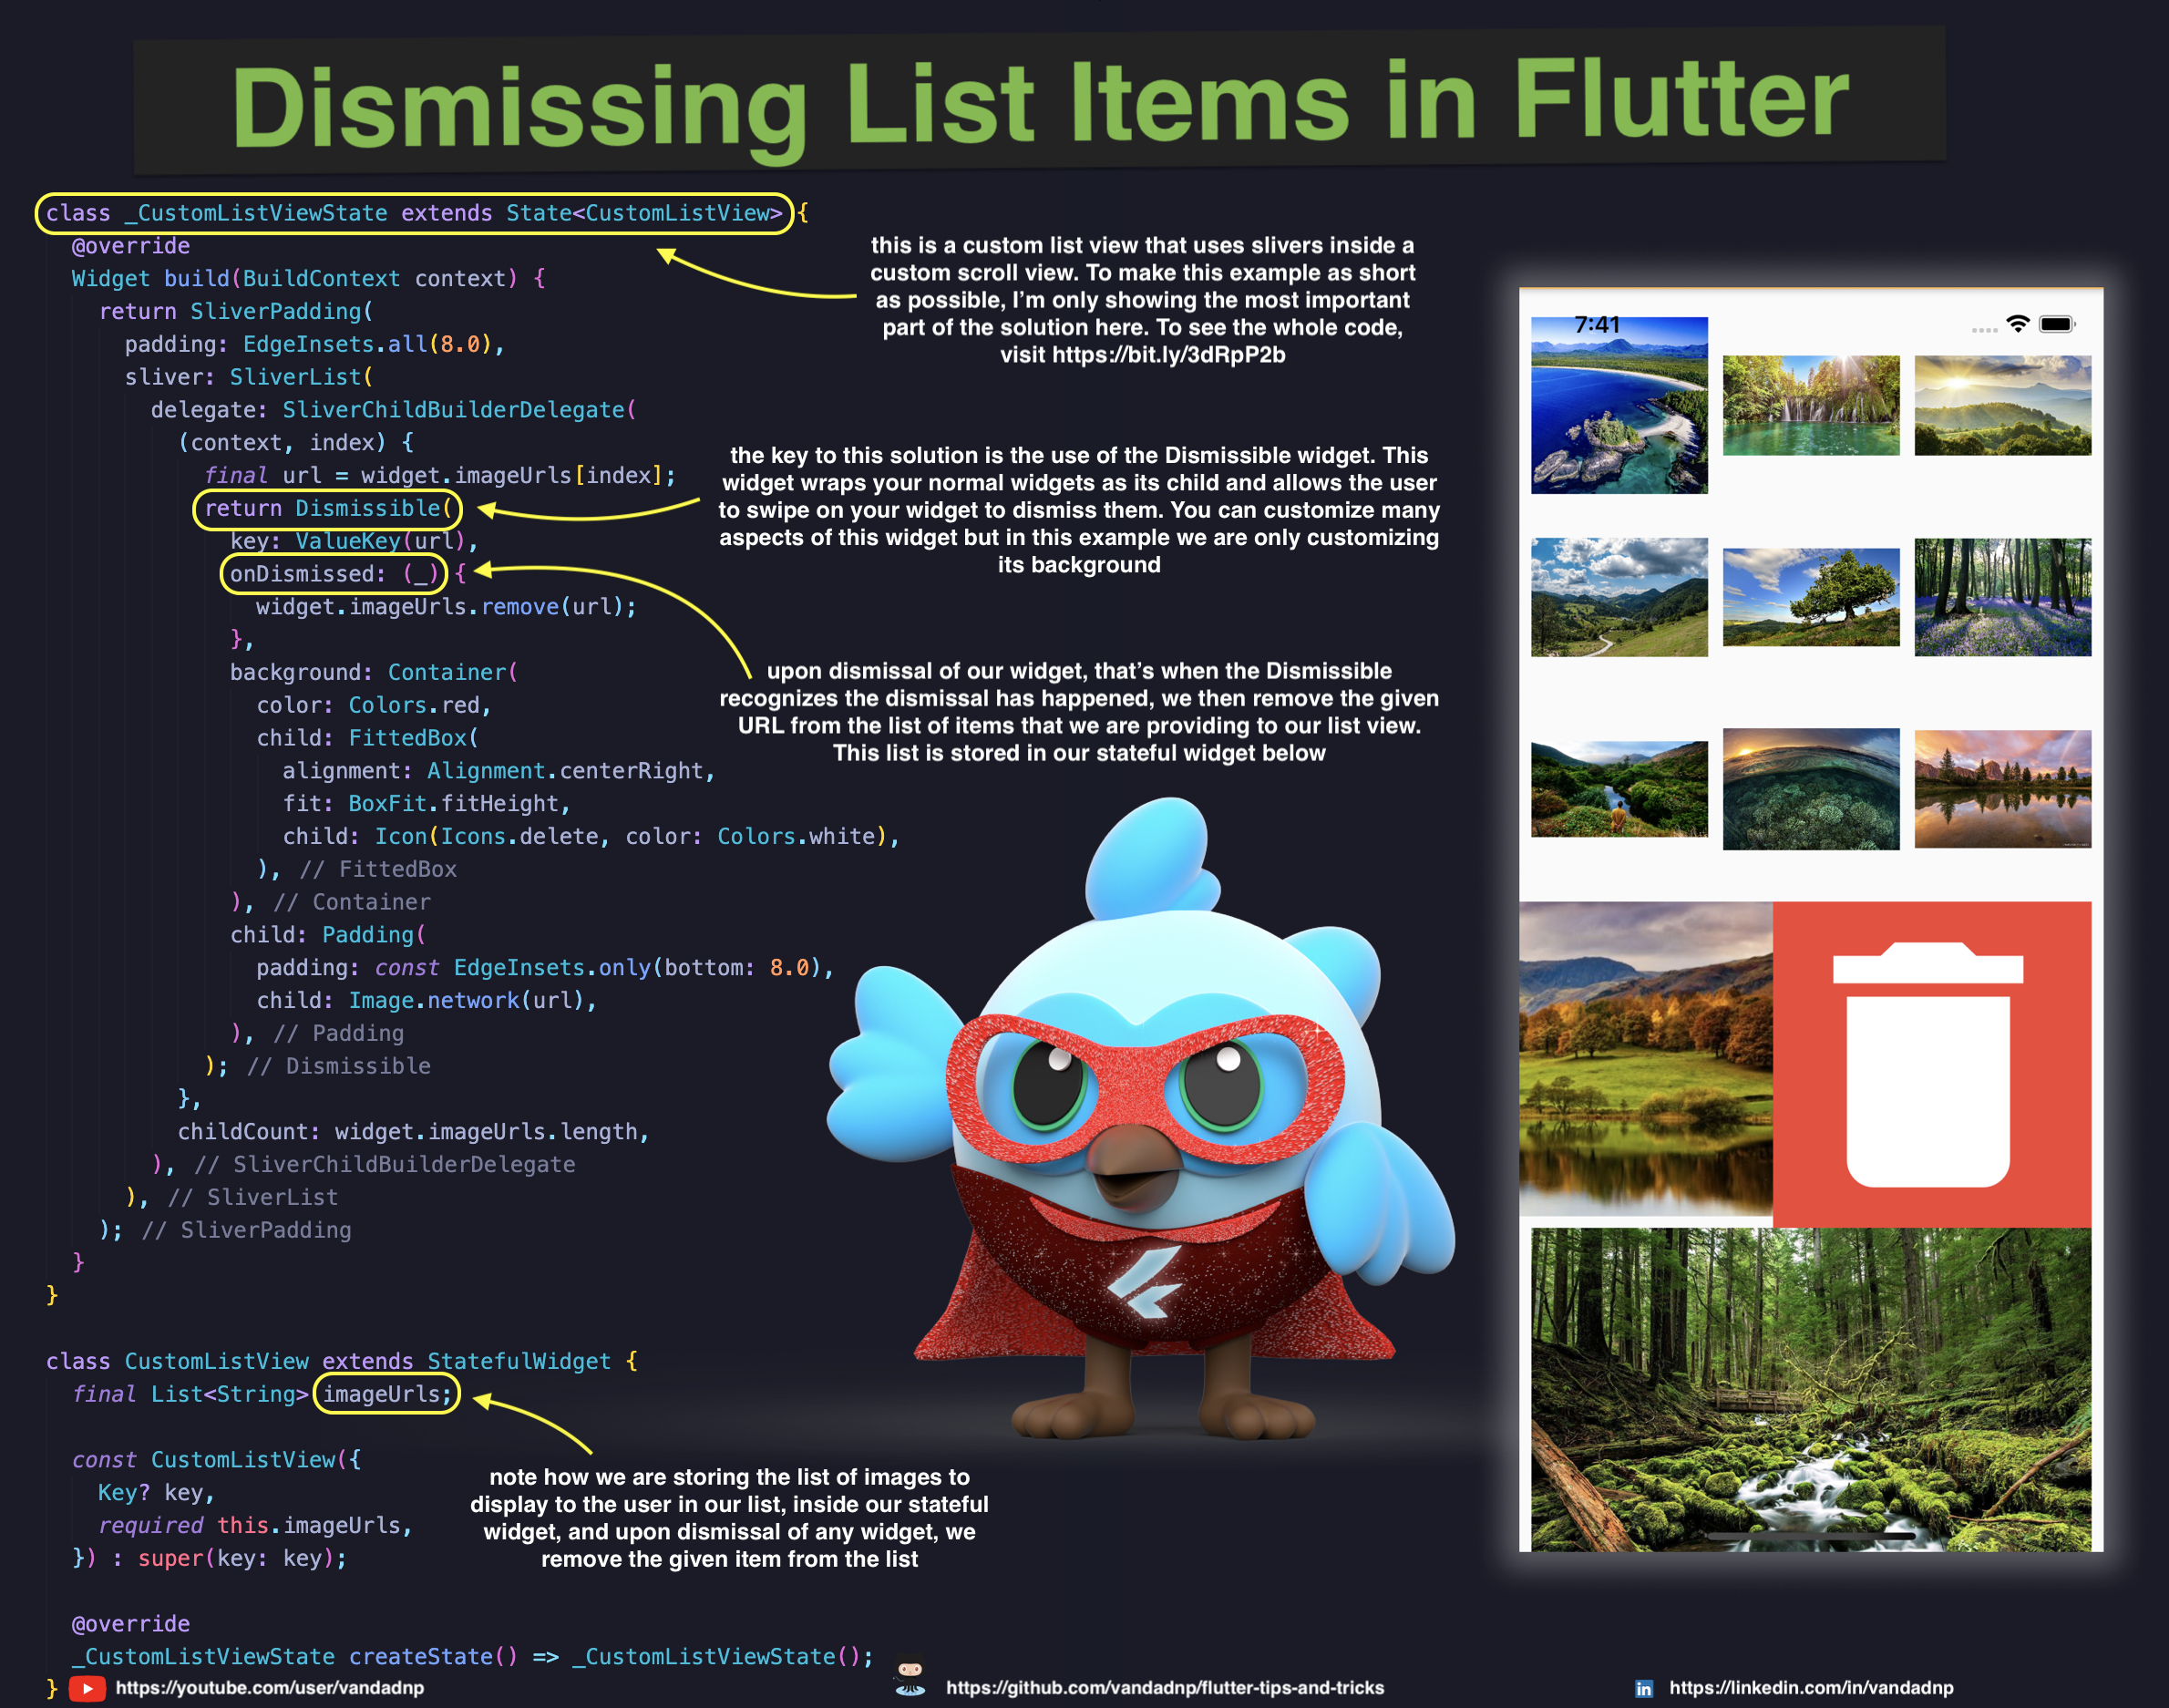 Dismissing List Items in Flutter
class _CustomListViewState extends State<CustomListView> {
@override
Widget build(BuildContext context) {
return SliverPadding(
padding: EdgeInsets.all(8.0),
sliver: SliverList(
delegate: SliverChildBuilderDelegate(
(context, index) {
final url = widget.imageUrls[index];
return Dismissible(
key: ValueKey(url),
onDismissed: (_) {
widget.imageUrls.remove(url);
},
background: Container(
color: Colors.red,
child: FittedBox(
alignment: Alignment.centerRight,
fit: BoxFit.fitHeight,
child: Icon(Icons.delete, color: Colors.white),
), // FittedBox
), // Container
child: Padding(
padding: const EdgeInsets.only(bottom: 8.0),
child: Image.network(url),
), // Padding
); // Dismissible
},
childCount: widget.imageUrls.length,
), // SliverChildBuilderDelegate
), // SliverList
); // SliverPadding
}
}
class CustomListView extends StatefulWidget {
final List<String> imageUrls;
const CustomListView({
Key? key,
required this.imageUrls,
}) : super(key: key);
@override
_CustomListViewState createState() => _CustomListViewState();
}
this is a custom list view that uses slivers inside a
custom scroll view. To make this example as short
as possible, I'm only showing the most important
part of the solution here. To see the whole code,
visit https://bit.ly/3dRpP2b
the key to this solution is the use of the Dismissible widget. This
widget wraps your normal widgets as its child and allows the user
to swipe on your widget to dismiss them. You can customize many
aspects of this widget but in this example we are only customizing
its background
upon dismissal of our widget, that's when the Dismissible
recognizes the dismissal has happened, we then remove the given
URL from the list of items that we are providing to our list view.
This list is stored in our stateful widget below
note how we are storing the list of images to
display to the user in our list, inside our stateful
widget, and upon dismissal of any widget, we
remove the given item from the list
7:41
https://youtube.com/user/vandadnp
https://github.com/vandadnp/flutter-tips-and-tricks
in
https://linkedin.com/in/vandadnp